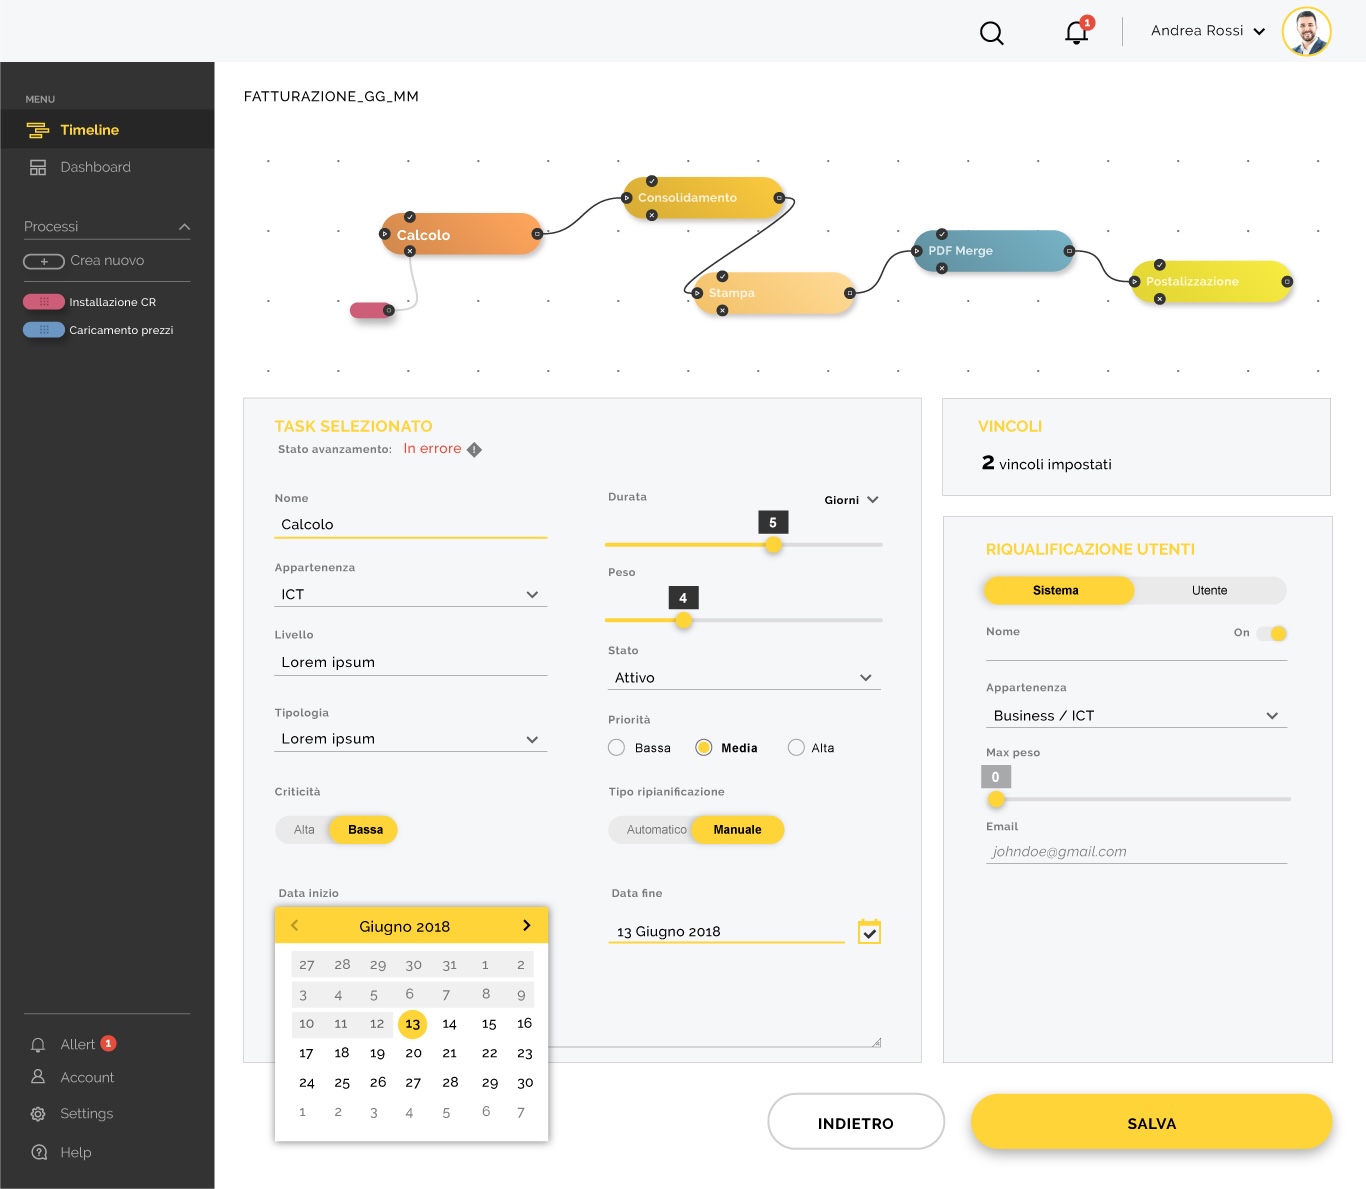 1
Andrea Rossi
MENU
Timeline
Dashboard
Processi
Crea nuovo
Installazione CR
Caricamento prezzi
Allert 1
Account
Settings
Help
FATTURAZIONE_GG_MM
Calcolo
Consolidamento
Stampa
PDF Merge
Postalizzazione
TASK SELEZIONATO
Stato avanzamento: In errore
Nome
Calcolo
Appartenenza
ICT
Livello
Lorem ipsum
Tipologia
Lorem ipsum
Criticità
Alta Bassa
Data inizio
Giugno 2018
27 28 29 30 31 1 2
3 4 5 6 7 8 9
10 11 12 13 14 15 16
17 18 19 20 21 22 23
24 25 26 27 28 29 30
1 2 3 4 5 6 7
Durata Giorni
5
Peso
4
Stato
Attivo
Priorità
Bassa Media Alta
Tipo ripianificazione
Automatico Manuale
Data fine
13 Giugno 2018
VINCOLI
2 vincoli impostati
RIQUALIFICAZIONE UTENTI
Sistema Utente
Nome On
Appartenenza
Business / ICT
Max peso
0
Email
johndoe@gmail.com
INDIETRO
SALVA